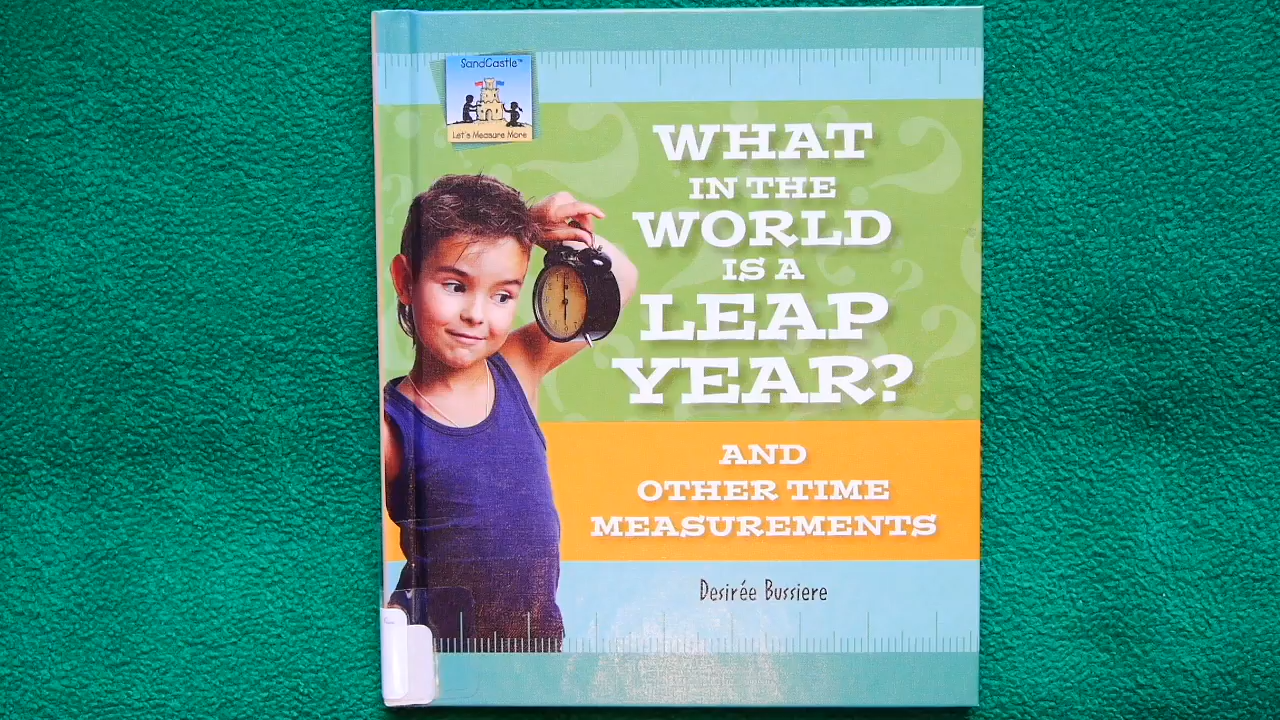 SandCastle™
Let's Measure More
WHAT
IN THE
WORLD
IS A
LEAP
YEAR?
AND
OTHER TIME
MEASUREMENTS
Desirée Bussiere